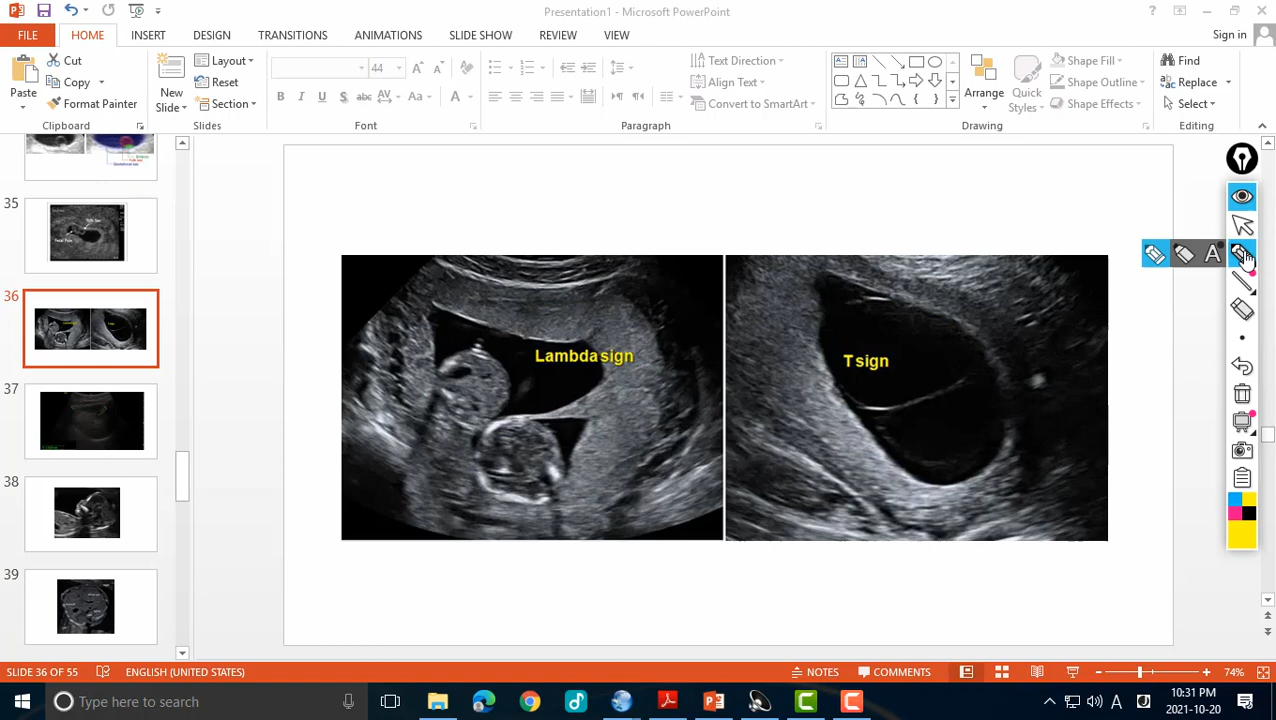 Presentation1 - Microsoft PowerPoint
?
FILE
HOME
INSERT
DESIGN
TRANSITIONS
ANIMATIONS
SLIDE SHOW
REVIEW
VIEW
Sign in
Paste
Cut
Copy
Format Painter
Clipboard
New
Slide
Layout
Reset
Section
Slides
44
B I U S abc AV Aa A
Font
Text Direction
Align Text
Convert to SmartArt
Paragraph
Arrange
Quick
Styles
Shape Fill
Shape Outline
Shape Effects
Drawing
Find
Replace
Select
Editing
35
36
37
38
39
Lambda sign
T sign
A
SLIDE 36 OF 55
ENGLISH (UNITED STATES)
NOTES
COMMENTS
74%
Type here to search
A
10:31 PM
2021-10-20